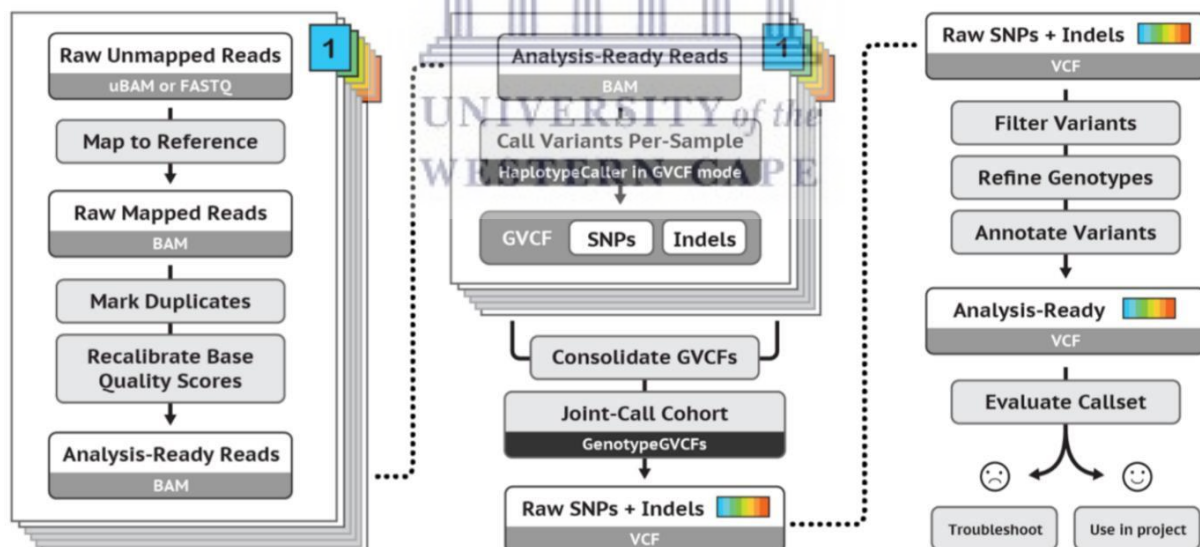 1
Raw Unmapped Reads
uBAM or FASTQ
Map to Reference
Raw Mapped Reads
BAM
Mark Duplicates
Recalibrate Base
Quality Scores
Analysis-Ready Reads
BAM
1
Analysis-Ready Reads
BAM
UNIVERSITY of the
Call Variants Per-Sample
HaplotypeCaller in GVCF mode
WESTERN CAPE
GVCF SNPs Indels
Consolidate GVCFs
Joint-Call Cohort
GenotypeGVCFs
Raw SNPs + Indels
VCF
Raw SNPs + Indels
VCF
Filter Variants
Refine Genotypes
Annotate Variants
Analysis-Ready
VCF
Evaluate Callset
Troubleshoot Use in project